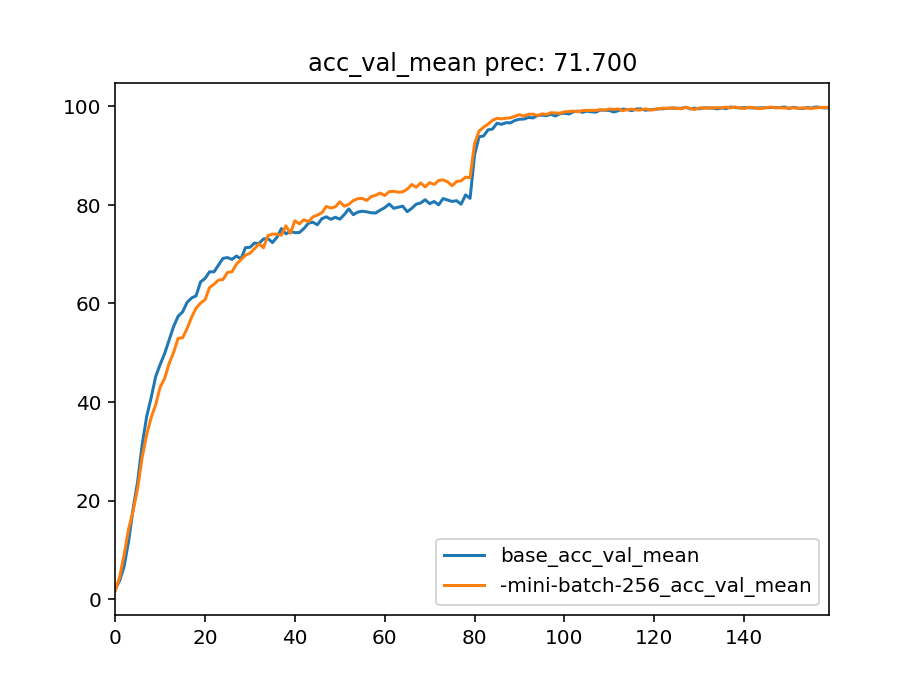 acc_val_mean prec: 71.700
100
80
60
40
20
0
base_acc_val_mean
-mini-batch-256_acc_val_mean
0 20 40 60 80 100 120 140